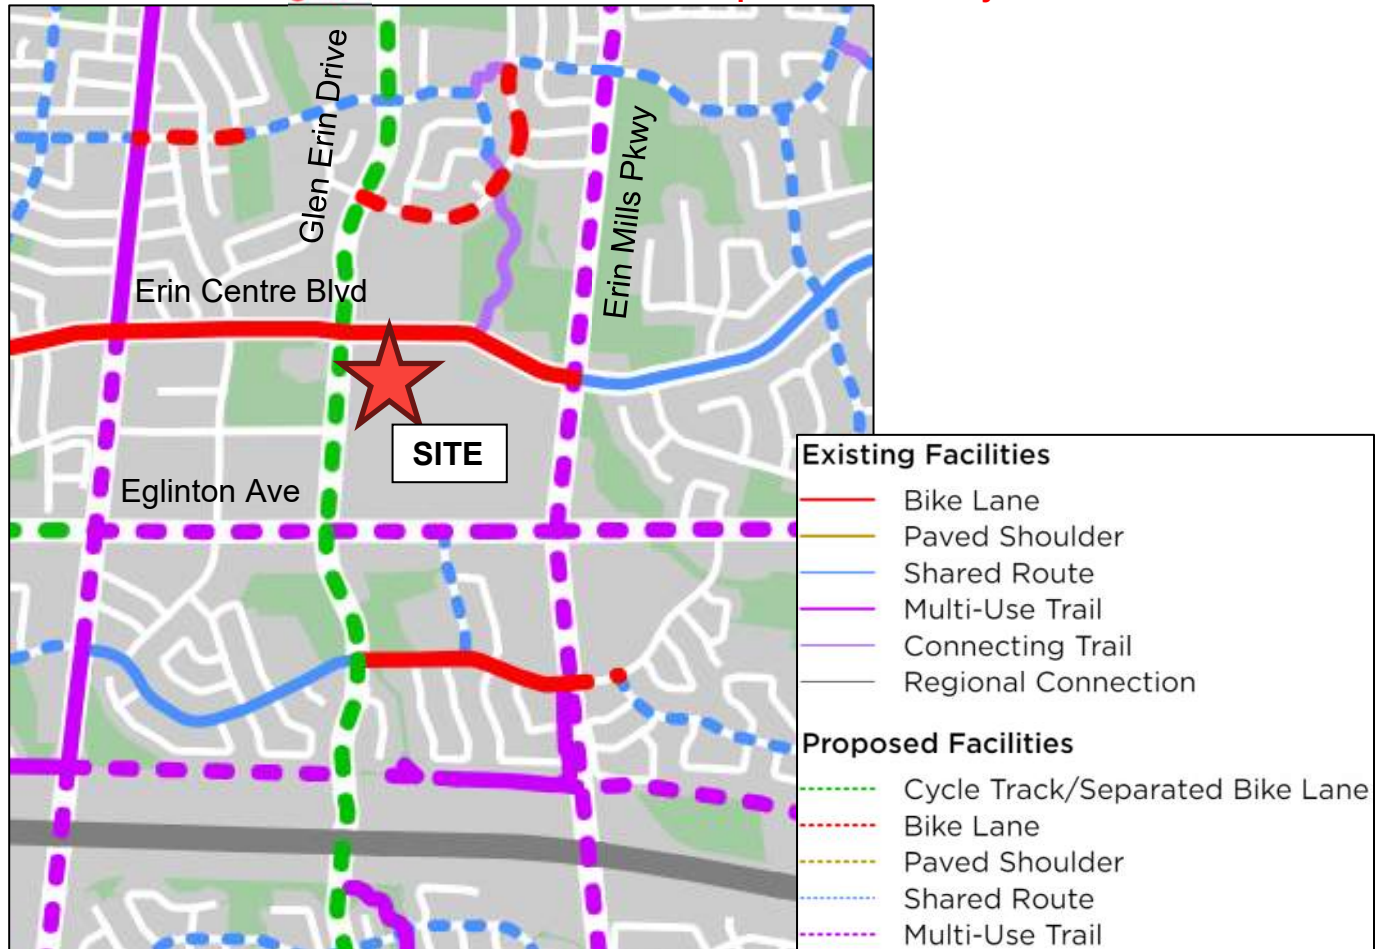 Glen Erin Drive
Erin Mills Pkwy
Erin Centre Blvd
SITE
Eglinton Ave
Existing Facilities
Bike Lane
Paved Shoulder
Shared Route
Multi-Use Trail
Connecting Trail
Regional Connection
Proposed Facilities
Cycle Track/Separated Bike Lane
Bike Lane
Paved Shoulder
Shared Route
Multi-Use Trail